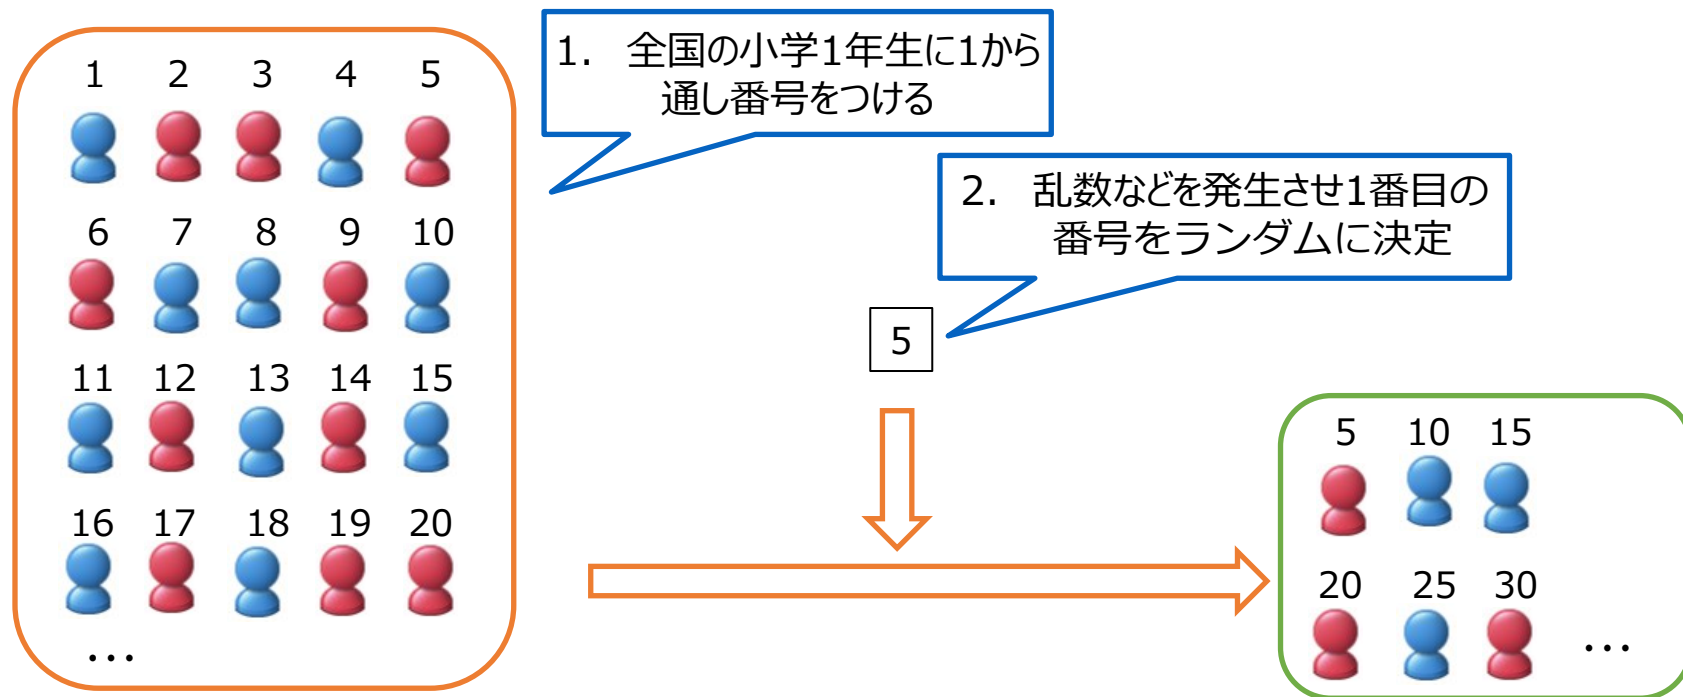 1. 全国の小学1年生に1から
通し番号をつける
1 2 3 4 5
6 7 8 9 10
11 12 13 14 15
16 17 18 19 20
...
2. 乱数などを発生させ1番目の
番号をランダムに決定
5
5 10 15
20 25 30
...